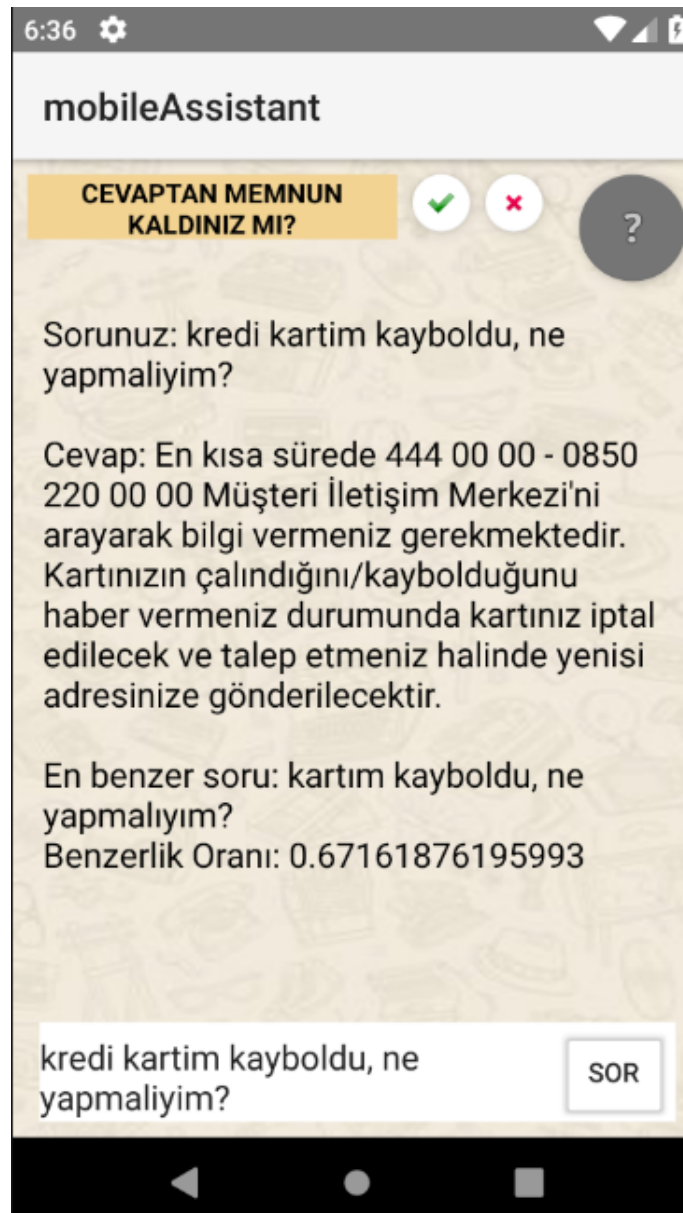 6:36
mobileAssistant
CEVAPTAN MEMNUN
KALDINIZ MI?
?
Sorunuz: kredi kartim kayboldu, ne
yapmaliyim?
Cevap: En kısa sürede 444 00 00 - 0850
220 00 00 Müşteri İletişim Merkezi'ni
arayarak bilgi vermeniz gerekmektedir.
Kartınızın çalındığını/kaybolduğunu
haber vermeniz durumunda kartınız iptal
edilecek ve talep etmeniz halinde yenisi
adresinize gönderilecektir.
En benzer soru: kartım kayboldu, ne
yapmalıyım?
Benzerlik Oranı: 0.67161876195993
kredi kartim kayboldu, ne
yapmaliyim?
SOR